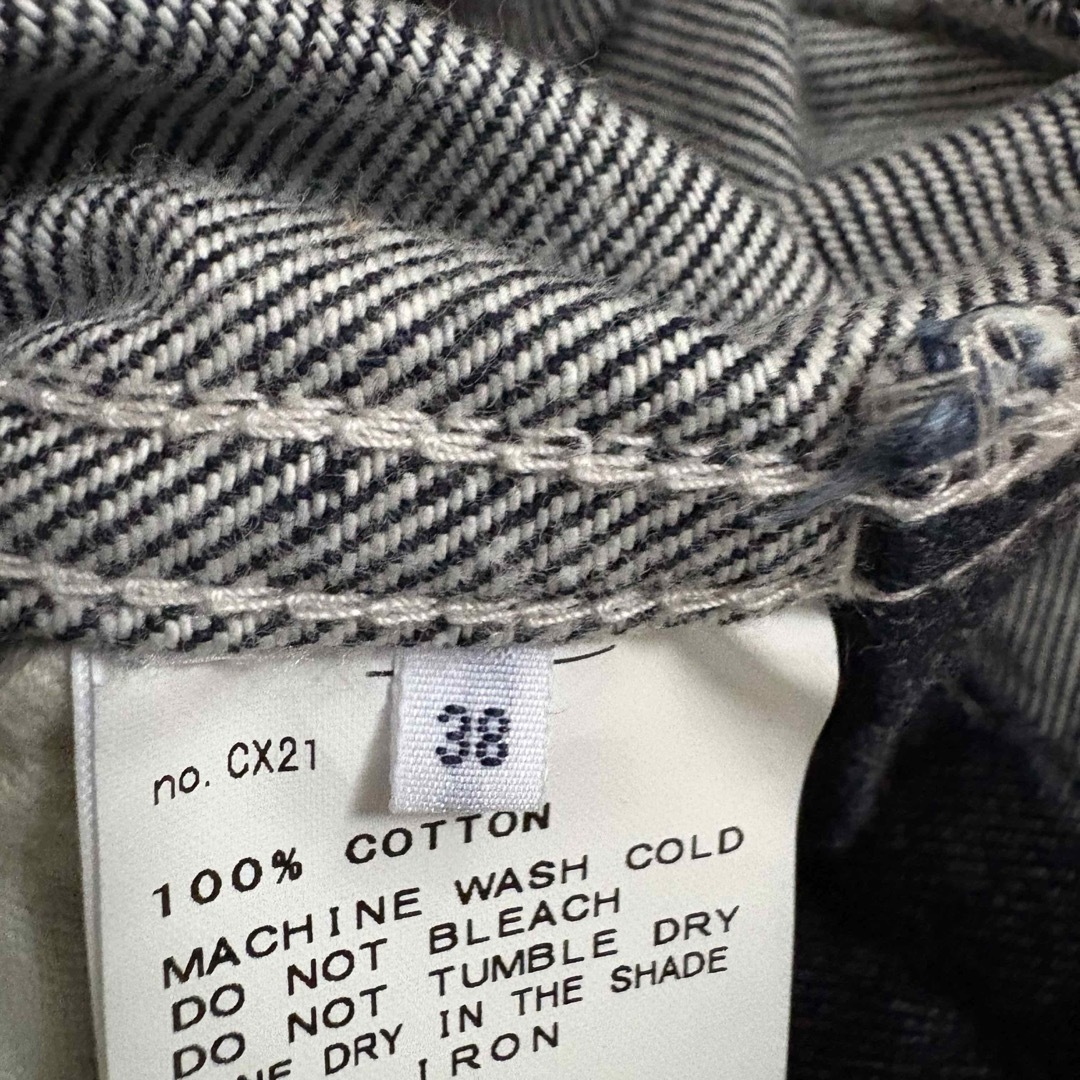 38
no. CX21
100% COTTON
MACHINE WASH COLD
DO NOT BLEACH
DO NOT TUMBLE DRY
DRY IN THE SHADE
IRON